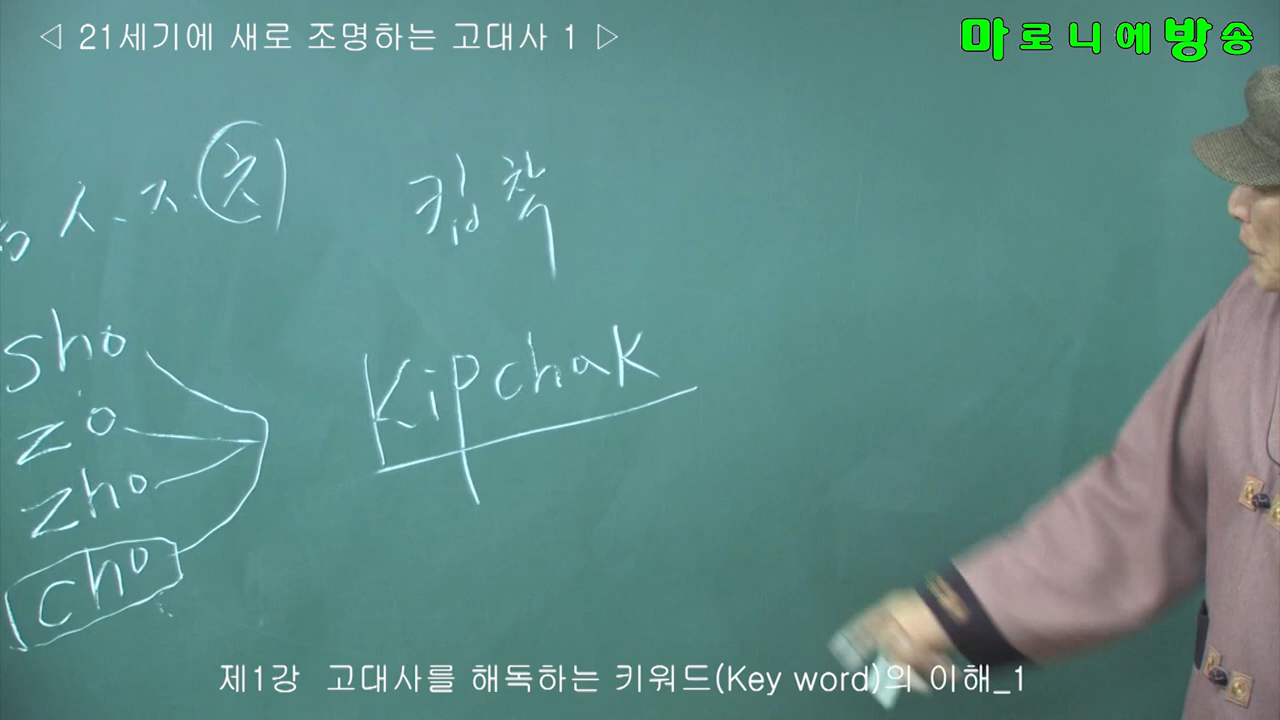 ◁ 21세기에 새로 조명하는 고대사 1 ▷
마로니에방송
ㅅ. ㅈ. ㅊ
킵착
sho
zo
zho
cho
Kipchak
제1강 고대사를 해독하는 키워드(Key word)의 이해_1